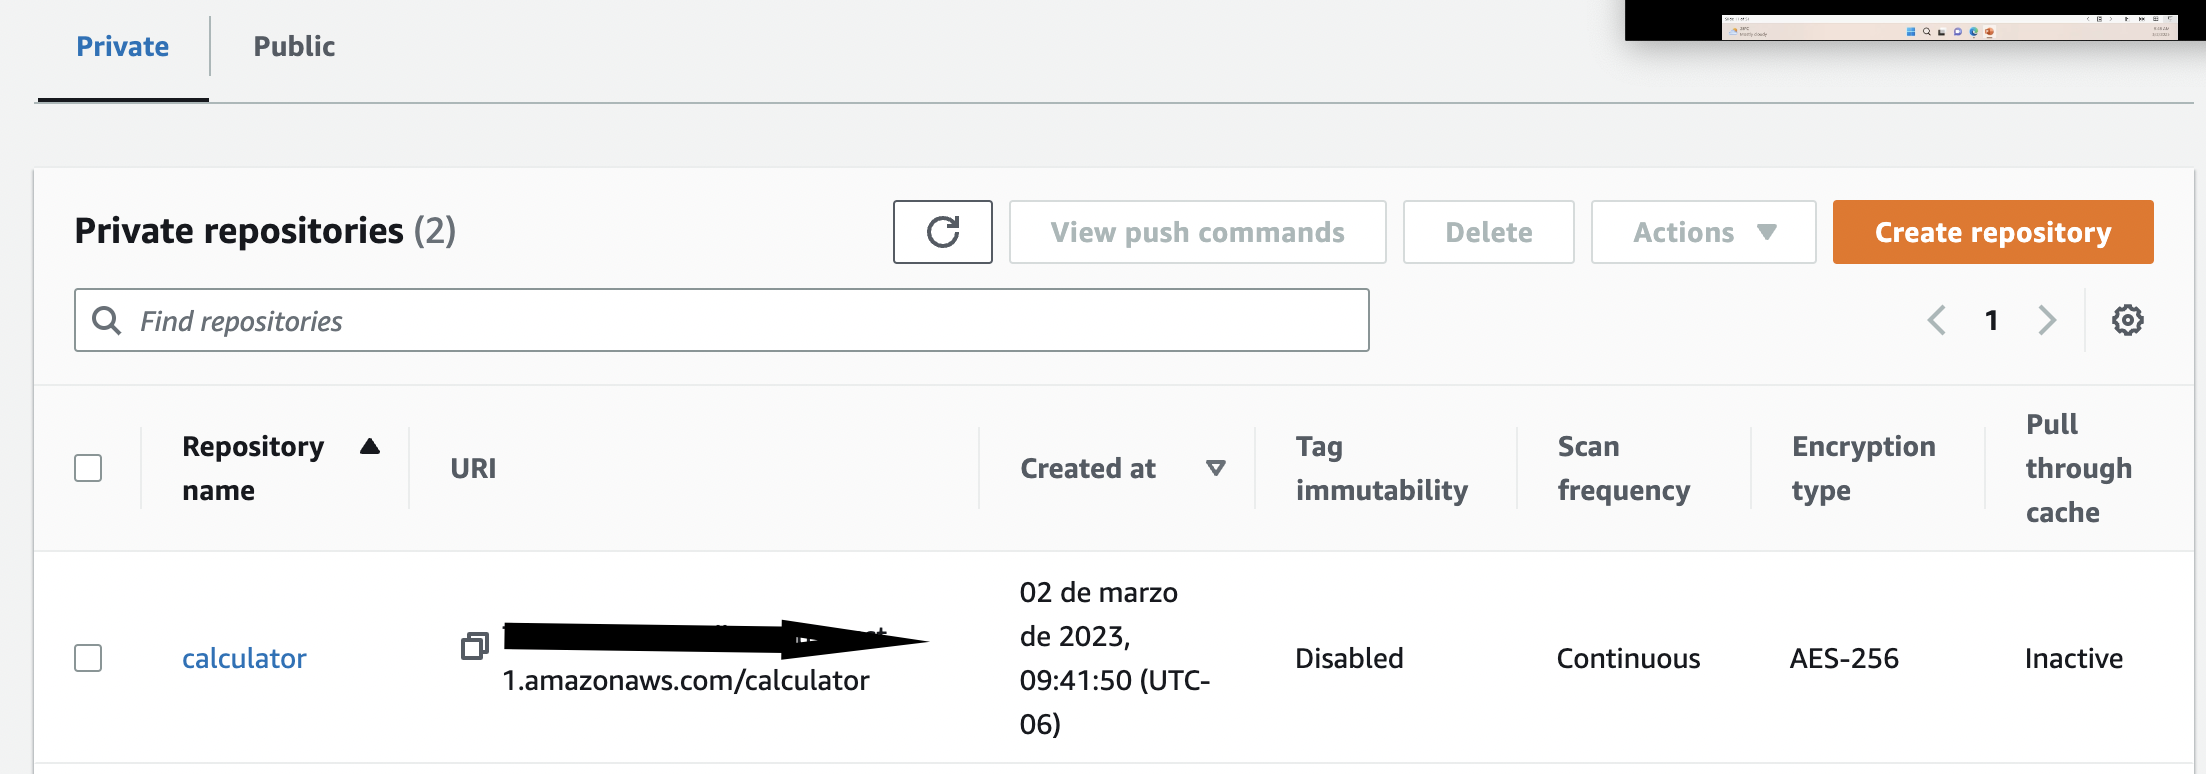 Private
Public
Private repositories (2)
View push commands
Delete
Actions
Create repository
Find repositories
1
Repository name
URI
Created at
Tag immutability
Scan frequency
Encryption type
Pull through cache
calculator
1.amazonaws.com/calculator
02 de marzo
de 2023,
09:41:50 (UTC-
06)
Disabled
Continuous
AES-256
Inactive